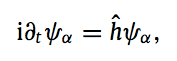 i∂ₜψ_α = ĥψ_α,